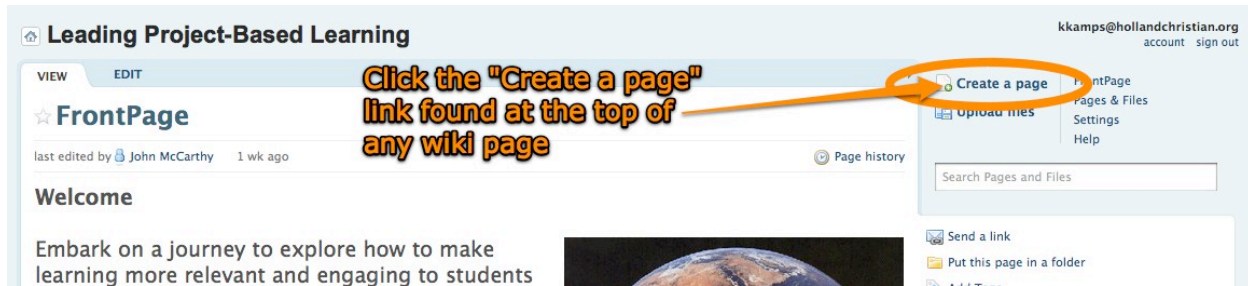 Leading Project-Based Learning
kkamps@hollandchristian.org
account sign out
VIEW EDIT
Click the "Create a page"
link found at the top of
any wiki page
Create a page
Upload files
FrontPage
Pages & Files
Settings
Help
FrontPage
last edited by John McCarthy 1 wk ago
Page history
Search Pages and Files
Welcome
Embark on a journey to explore how to make
learning more relevant and engaging to students
Send a link
Put this page in a folder
Add Tags